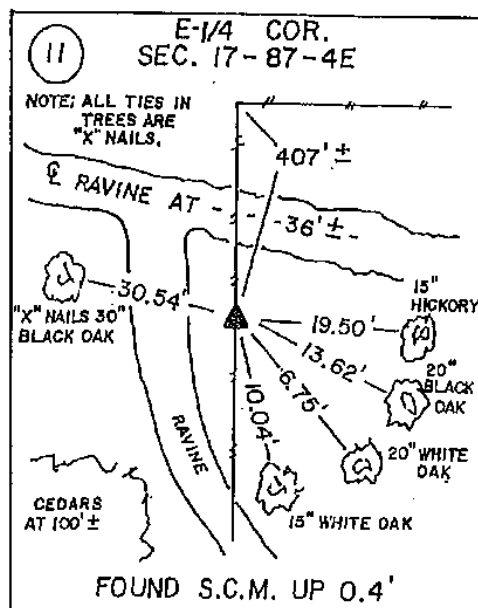 11
E-1/4 COR.
SEC. 17-87-4E
NOTE: ALL TIES IN
TREES ARE
"X" NAILS.
407'±
℄ RAVINE AT - - - - 36'± - -
30.54'
"X" NAILS 30"
BLACK OAK
15"
HICKORY
19.50'
13.62'
20"
BLACK
OAK
6.75'
20" WHITE
OAK
10.04'
15" WHITE OAK
RAVINE
CEDARS
AT 100'±
FOUND S.C.M. UP 0.4'